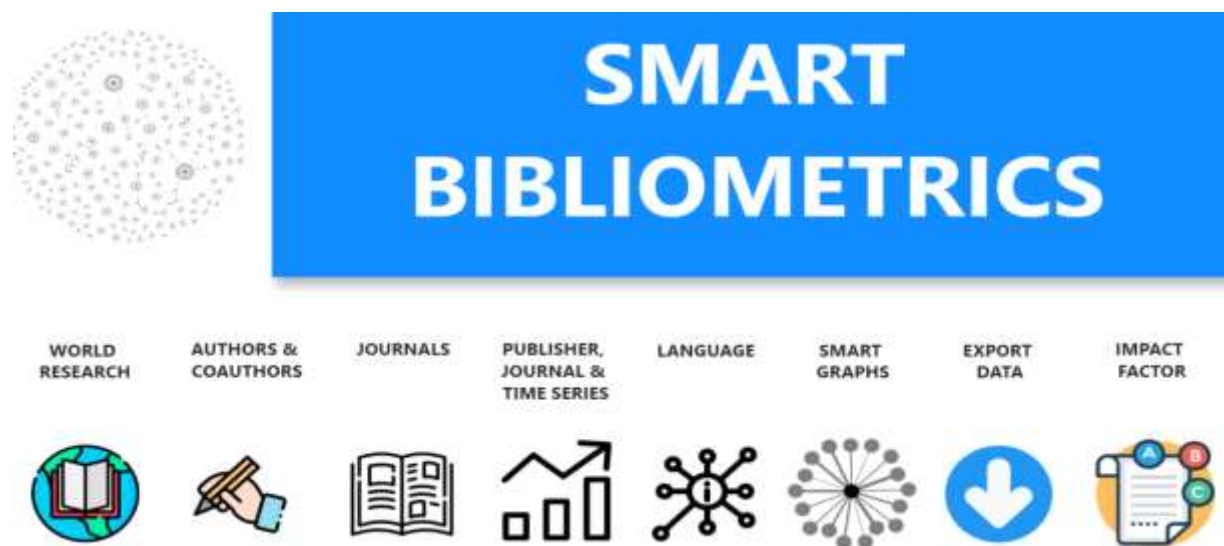 SMART
BIBLIOMETRICS
WORLD
RESEARCH
AUTHORS &
COAUTHORS
JOURNALS
PUBLISHER,
JOURNAL &
TIME SERIES
LANGUAGE
SMART
GRAPHS
EXPORT
DATA
IMPACT
FACTOR
i
A
B
C